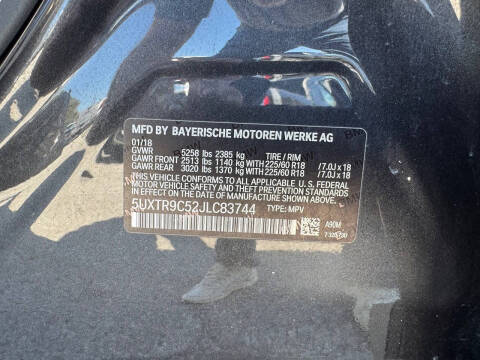 MFD BY BAYERISCHE MOTOREN WERKE AG
01/18
GVWR 5258 lbs 2385 kg TIRE / RIM
GAWR FRONT 2513 lbs 1140 kg WITH 225/60 R18 /7.0J x 18
GAWR REAR 3020 lbs 1370 kg WITH 225/60 R18 /7.0J x 18
THIS VEHICLE CONFORMS TO ALL APPLICABLE FEDERAL
MOTOR VEHICLE SAFETY AND THEFT PREVENTION STANDARDS
IN EFFECT ON THE DATE OF MANUFACTURE SHOWN ABOVE.
5UXTR9C52JLC83744 TYPE: MPV A90M